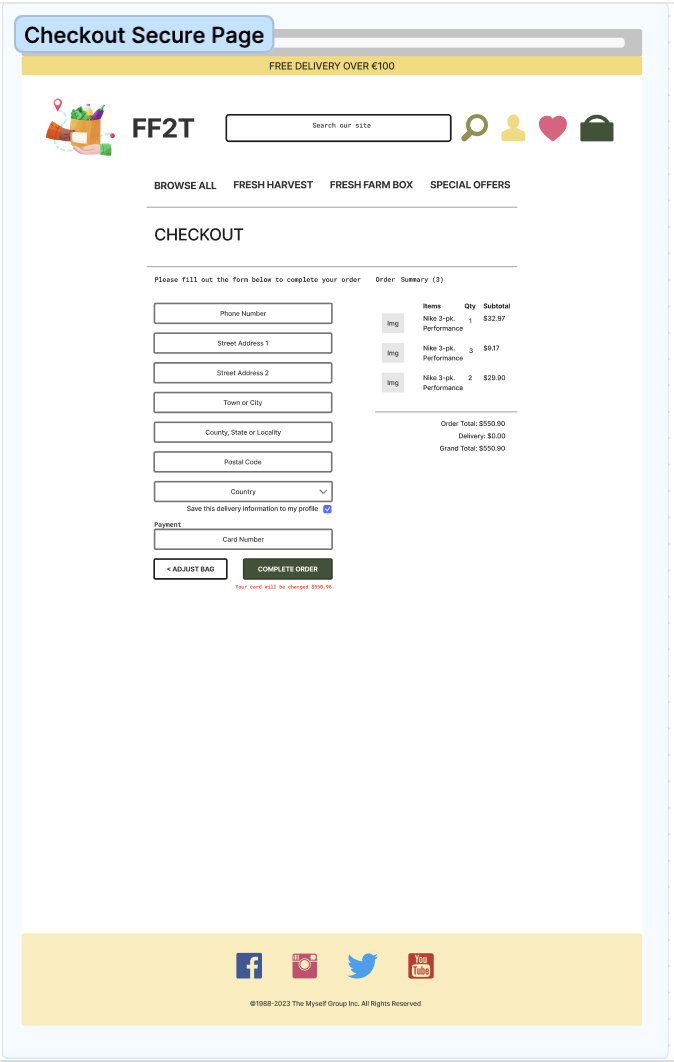 Checkout Secure Page
FREE DELIVERY OVER €100
FF2T
Search our site
BROWSE ALL FRESH HARVEST FRESH FARM BOX SPECIAL OFFERS
CHECKOUT
Please fill out the form below to complete your order
Phone Number
Street Address 1
Street Address 2
Town or City
County, State or Locality
Postal Code
Country
Save this delivery information to my profile
Payment
Card Number
< ADJUST BAG COMPLETE ORDER
Your card will be charged $550.90
Order Summary (3)
Items Qty Subtotal
Img Nike 3-pk. 1 $32.97
Performance
Img Nike 3-pk. 3 $9.17
Performance
Img Nike 3-pk. 2 $29.90
Performance
Order Total: $550.90
Delivery: $0.00
Grand Total: $550.90
You
Tube
©1988-2023 The Myself Group Inc. All Rights Reserved